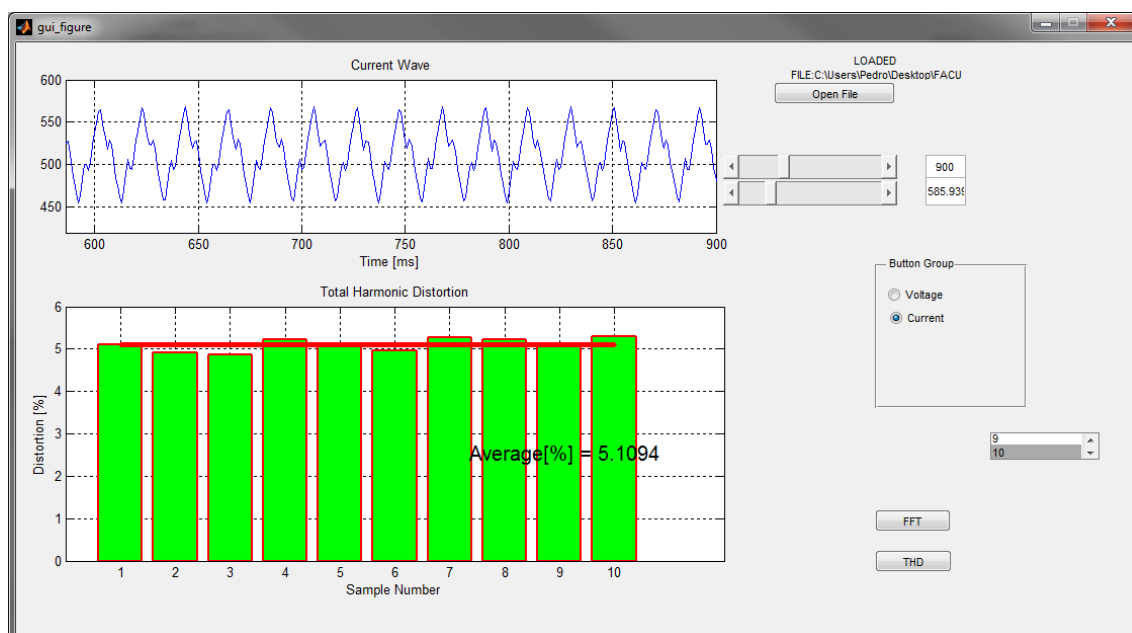 gui_figure
Current Wave
600
550
500
450
600 650 700 750 800 850 900
Time [ms]
LOADED
FILE:C:\Users\Pedro\Desktop\FACU
Open File
900
585.939
Total Harmonic Distortion
6
5
4
3
2
1
0
Distortion [%]
Average[%] = 5.1094
1 2 3 4 5 6 7 8 9 10
Sample Number
Button Group
Voltage
Current
9
10
FFT
THD